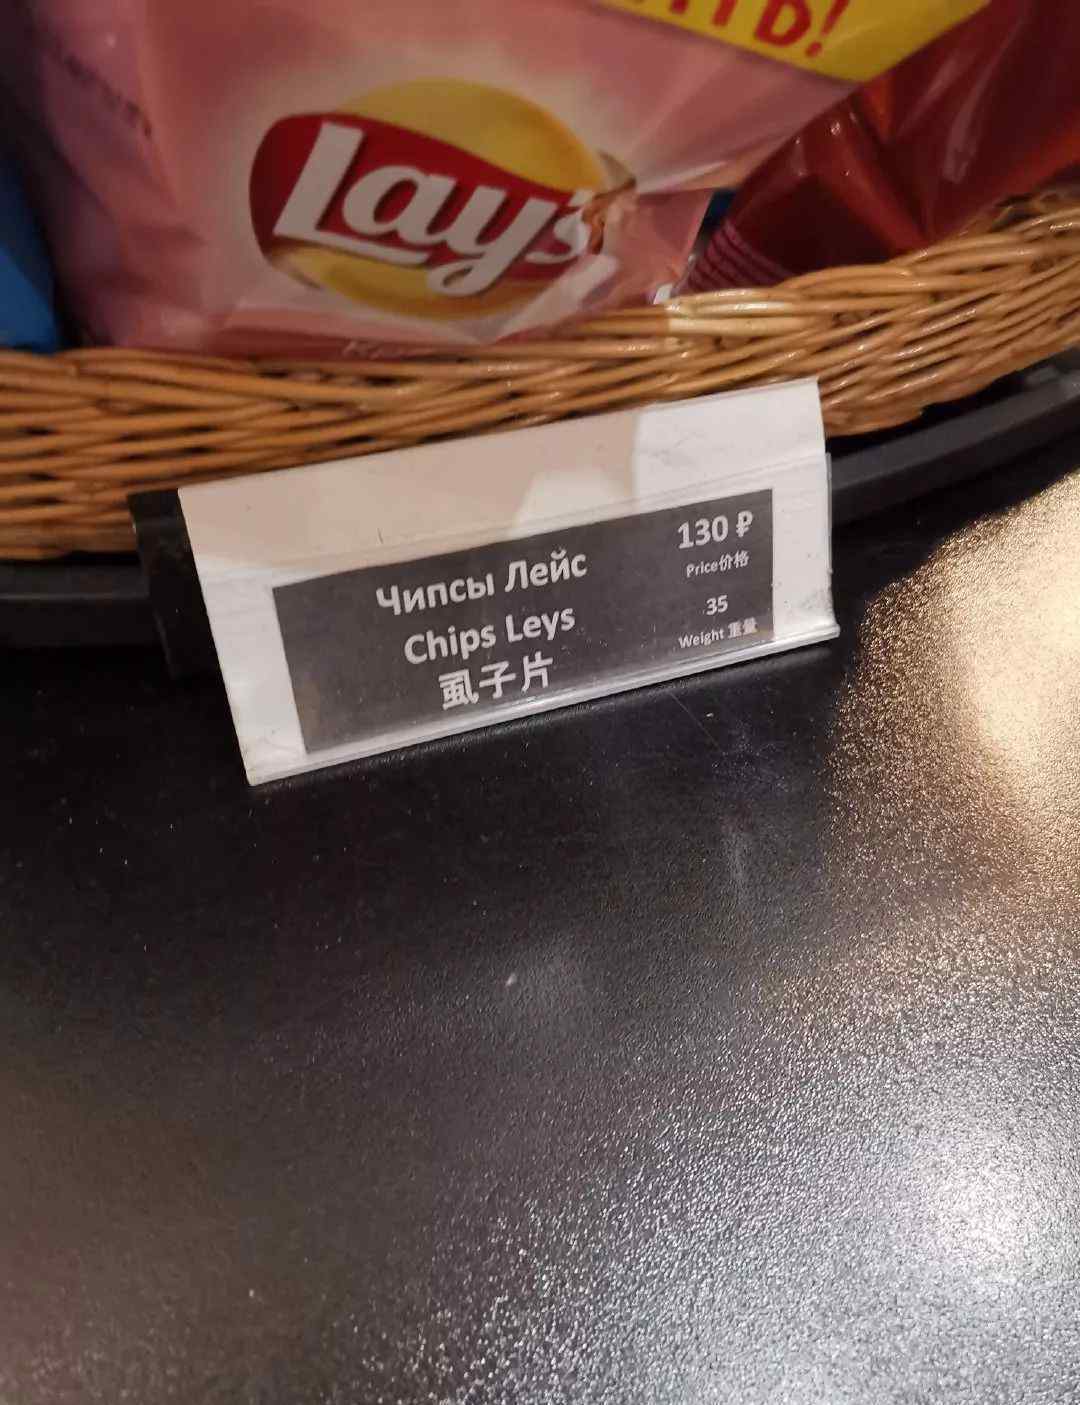 Lay's
Чипсы Лейс
Chips Leys
虱子片
130 ₽
Price价格
35
Weight 重量